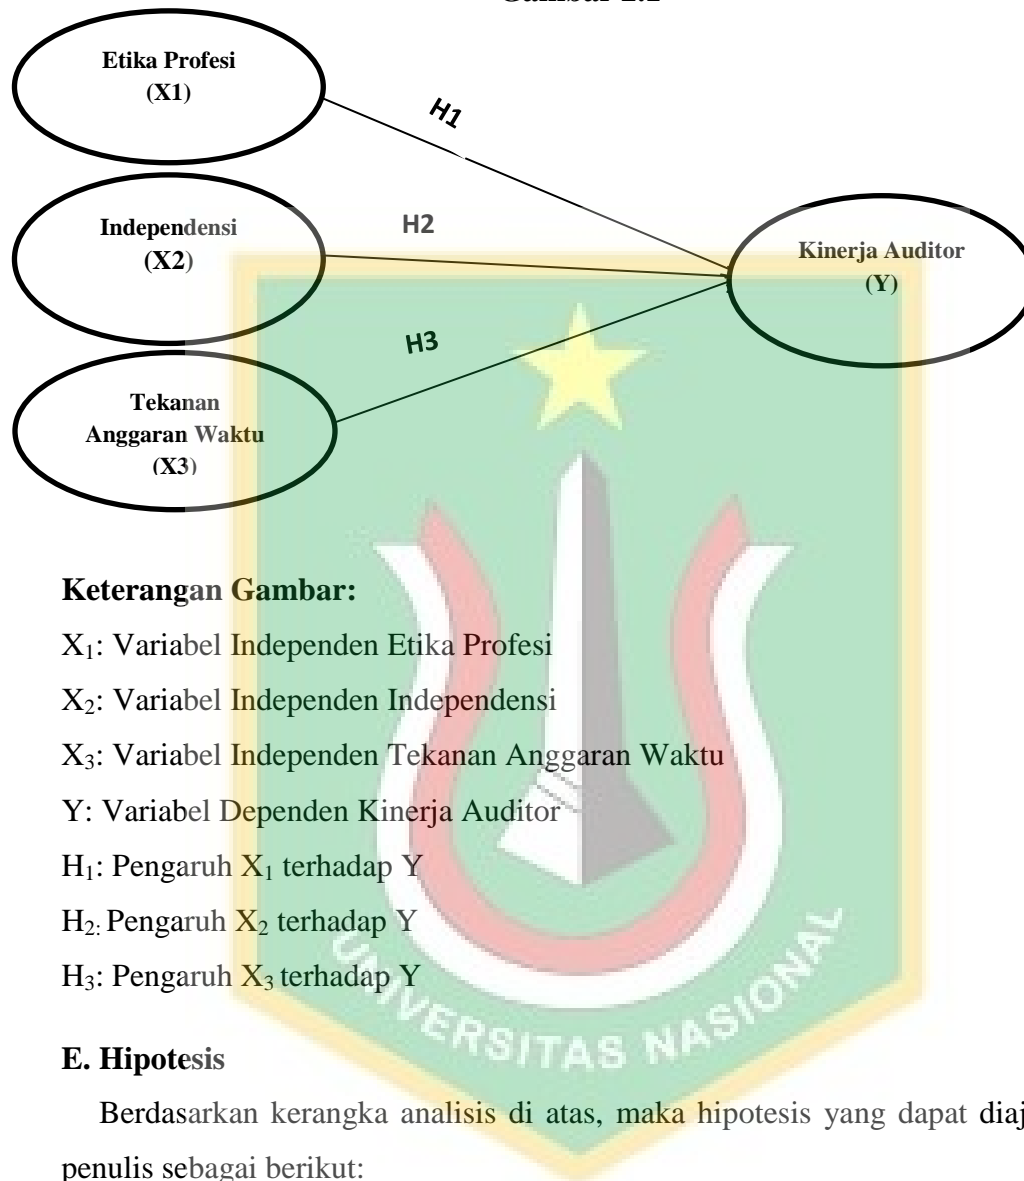 Etika Profesi
(X1)
H1
Independensi
(X2)
H2
Kinerja Auditor
(Y)
H3
Tekanan
Anggaran Waktu
(X3)
Keterangan Gambar:
X₁: Variabel Independen Etika Profesi
X₂: Variabel Independen Independensi
X₃: Variabel Independen Tekanan Anggaran Waktu
Y: Variabel Dependen Kinerja Auditor
H₁: Pengaruh X₁ terhadap Y
H₂: Pengaruh X₂ terhadap Y
H₃: Pengaruh X₃ terhadap Y
UNIVERSITAS NASIONAL
E. Hipotesis
Berdasarkan kerangka analisis di atas, maka hipotesis yang dapat
penulis sebagai berikut: